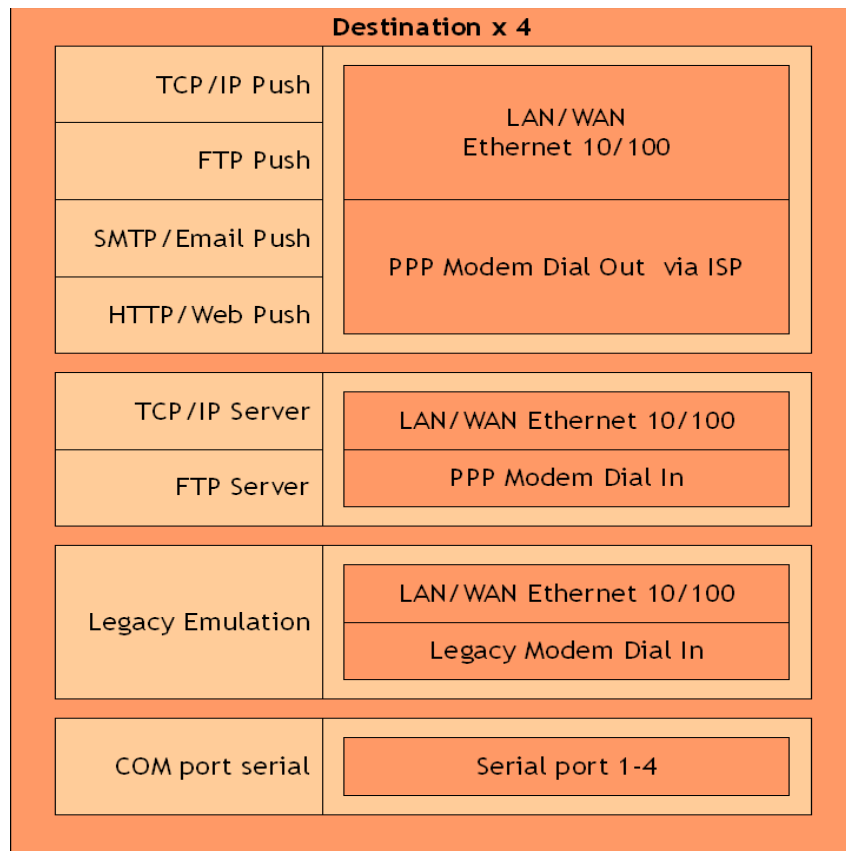 Destination x 4
TCP/IP Push
FTP Push
SMTP/Email Push
HTTP/Web Push
LAN/WAN
Ethernet 10/100
PPP Modem Dial Out via ISP
TCP/IP Server
FTP Server
LAN/WAN Ethernet 10/100
PPP Modem Dial In
Legacy Emulation
LAN/WAN Ethernet 10/100
Legacy Modem Dial In
COM port serial
Serial port 1-4